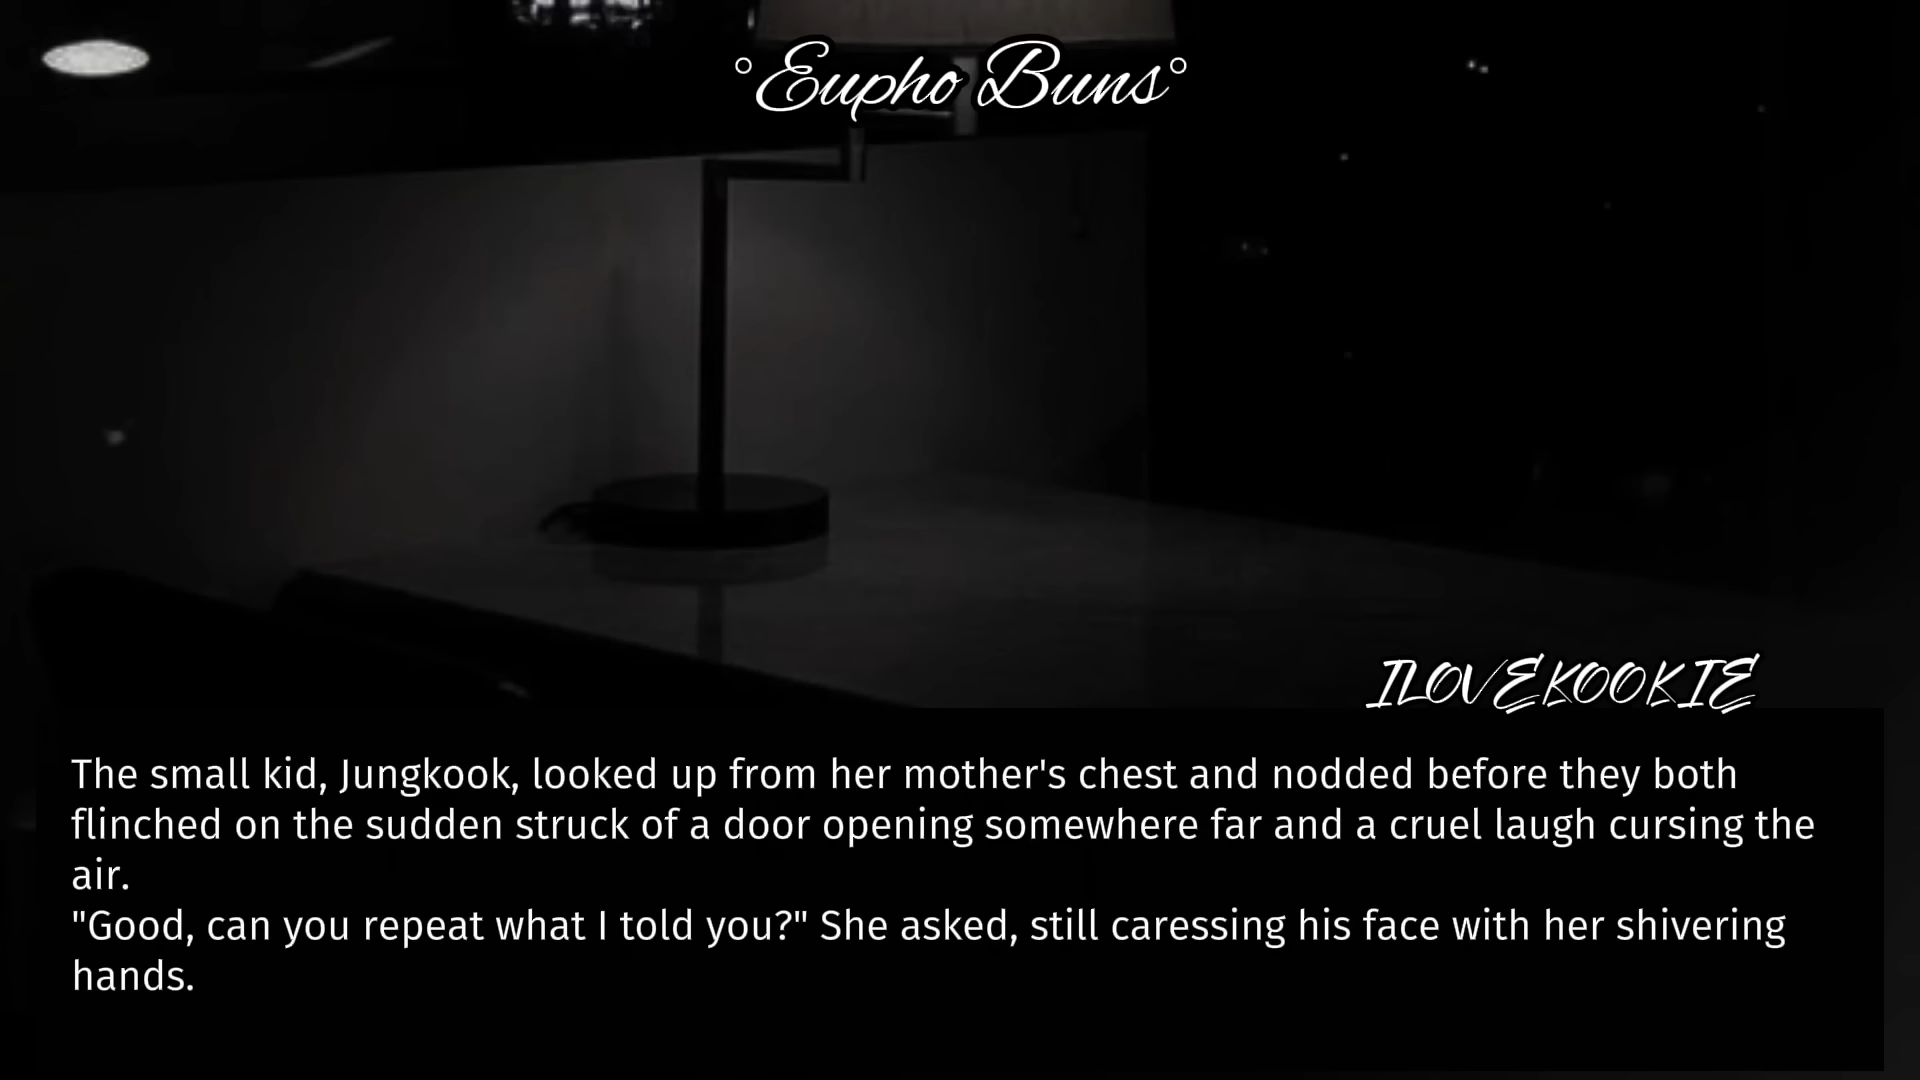 °Eupho Buns°
ILOVEKOOKIE
The small kid, Jungkook, looked up from her mother's chest and nodded before they both
flinched on the sudden struck of a door opening somewhere far and a cruel laugh cursing the
air.
"Good, can you repeat what I told you?" She asked, still caressing his face with her shivering
hands.